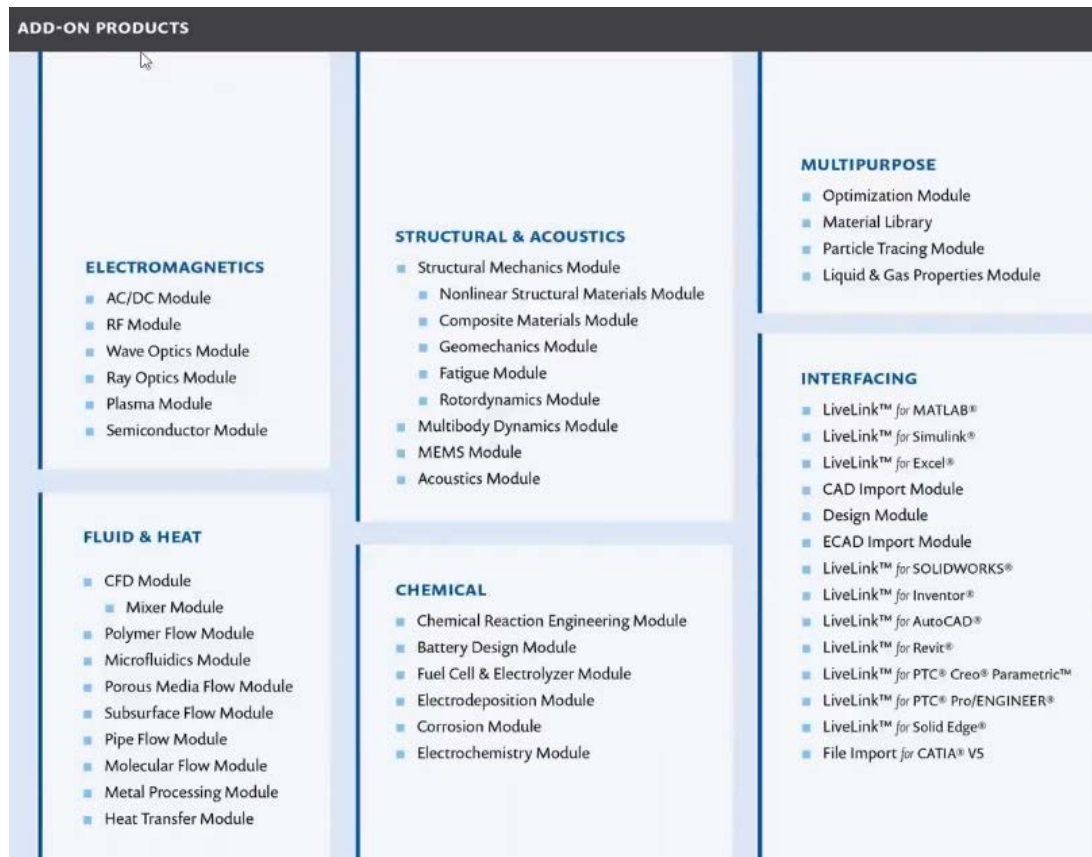 ADD-ON PRODUCTS
ELECTROMAGNETICS
AC/DC Module
RF Module
Wave Optics Module
Ray Optics Module
Plasma Module
Semiconductor Module
FLUID & HEAT
CFD Module
Mixer Module
Polymer Flow Module
Microfluidics Module
Porous Media Flow Module
Subsurface Flow Module
Pipe Flow Module
Molecular Flow Module
Metal Processing Module
Heat Transfer Module
STRUCTURAL & ACOUSTICS
Structural Mechanics Module
Nonlinear Structural Materials Module
Composite Materials Module
Geomechanics Module
Fatigue Module
Rotordynamics Module
Multibody Dynamics Module
MEMS Module
Acoustics Module
CHEMICAL
Chemical Reaction Engineering Module
Battery Design Module
Fuel Cell & Electrolyzer Module
Electrodeposition Module
Corrosion Module
Electrochemistry Module
MULTIPURPOSE
Optimization Module
Material Library
Particle Tracing Module
Liquid & Gas Properties Module
INTERFACING
LiveLink™ for MATLAB®
LiveLink™ for Simulink®
LiveLink™ for Excel®
CAD Import Module
Design Module
ECAD Import Module
LiveLink™ for SOLIDWORKS®
LiveLink™ for Inventor®
LiveLink™ for AutoCAD®
LiveLink™ for Revit®
LiveLink™ for PTC® Creo® Parametric™
LiveLink™ for PTC® Pro/ENGINEER®
LiveLink™ for Solid Edge®
File Import for CATIA® V5